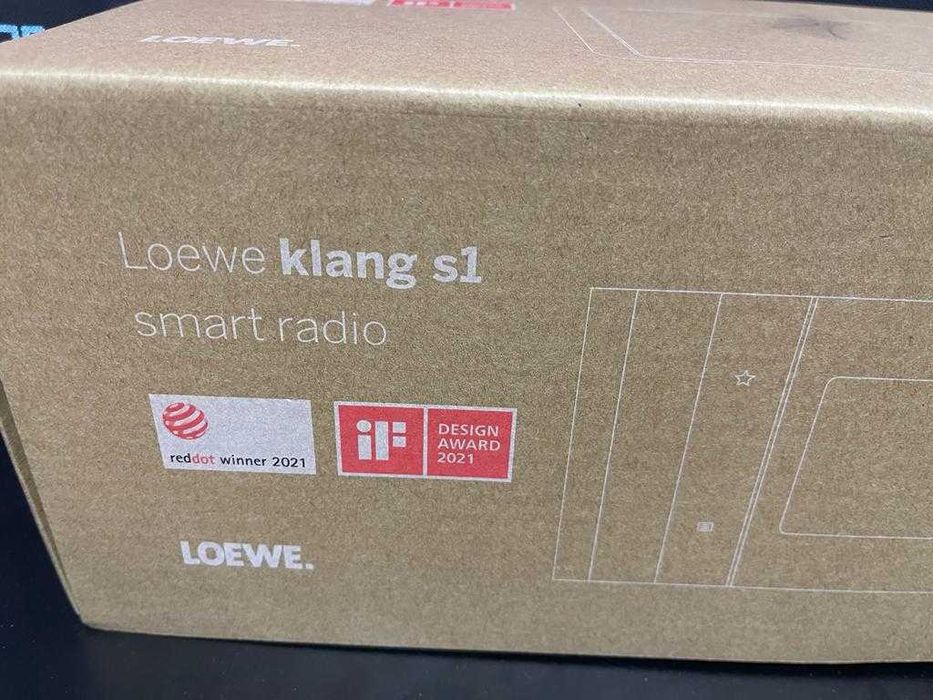 LOEWE.
Loewe klang s1
smart radio
reddot winner 2021
iF
DESIGN
AWARD
2021
LOEWE.